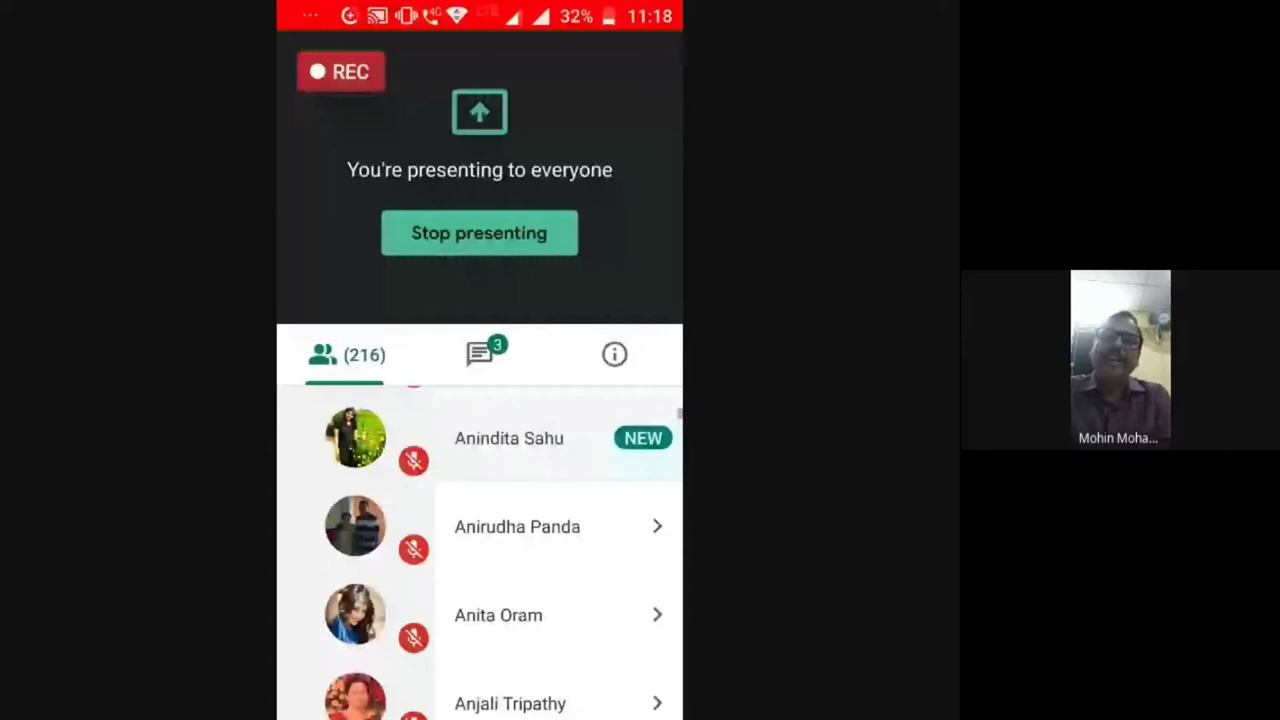 4G 32% 11:18
REC
You're presenting to everyone
Stop presenting
(216) 3
Anindita Sahu NEW
Anirudha Panda
Anita Oram
Anjali Tripathy
Mohin Moha...